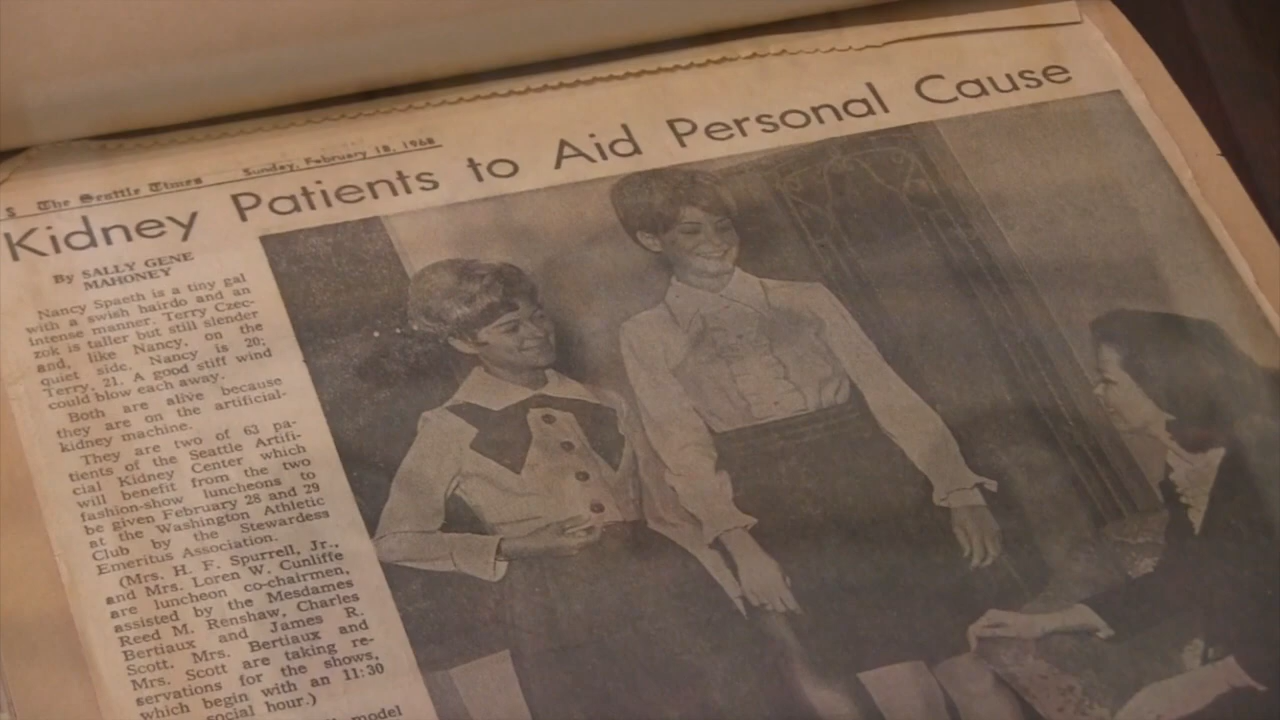 S The Seattle Times Sunday, February 18, 1968
Kidney Patients to Aid Personal Cause
By SALLY GENE
MAHONEY
Nancy Spaeth is a tiny gal
with a swish hairdo and an
intense manner. Terry Czec-
zok is taller but still slender
and, like Nancy, on the
quiet side. Nancy is 20;
Terry, 21. A good stiff wind
could blow each away.
Both are alive because
they are on the artificial-
kidney machine.
They are two of 63 pa-
tients of the Seattle Artifi-
cial Kidney Center which
will benefit from the two
fashion-show luncheons to
be given February 28 and 29
at the Washington Athletic
Club by the Stewardess
Emeritus Association.
(Mrs. H. F. Spurrell, Jr.,
and Mrs. Loren W. Cunliffe
are luncheon co-chairmen,
assisted by the Mesdames
Reed M. Renshaw, Charles
Bertiaux and James R.
Scott. Mrs. Bertiaux and
Mrs. Scott are taking re-
servations for the shows,
which begin with an 11:30
social hour.)
model